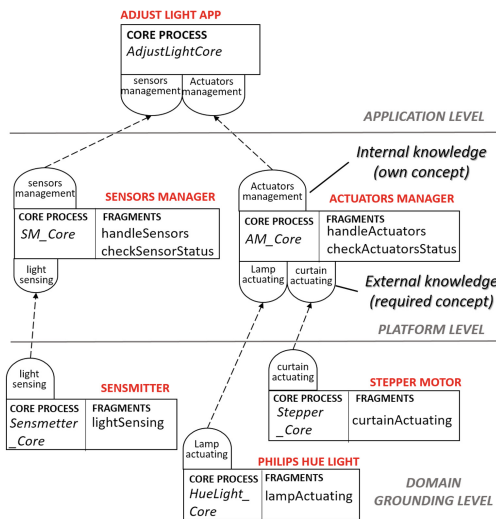 ADJUST LIGHT APP
CORE PROCESS
AdjustLightCore
sensors
management
Actuators
management
APPLICATION LEVEL
Internal knowledge
(own concept)
sensors
management
SENSORS MANAGER
CORE PROCESS
SM_Core
FRAGMENTS
handleSensors
checkSensorStatus
light
sensing
Actuators
management
ACTUATORS MANAGER
CORE PROCESS
AM_Core
FRAGMENTS
handleActuators
checkActuatorsStatus
Lamp
actuating
curtain
actuating
External knowledge
(required concept)
PLATFORM LEVEL
light
sensing
SENSMITTER
CORE PROCESS
Sensmetter
_Core
FRAGMENTS
lightSensing
curtain
actuating
STEPPER MOTOR
CORE PROCESS
Stepper
_Core
FRAGMENTS
curtainActuating
Lamp
actuating
PHILIPS HUE LIGHT
CORE PROCESS
HueLight_
Core
FRAGMENTS
lampActuating
DOMAIN
GROUNDING LEVEL